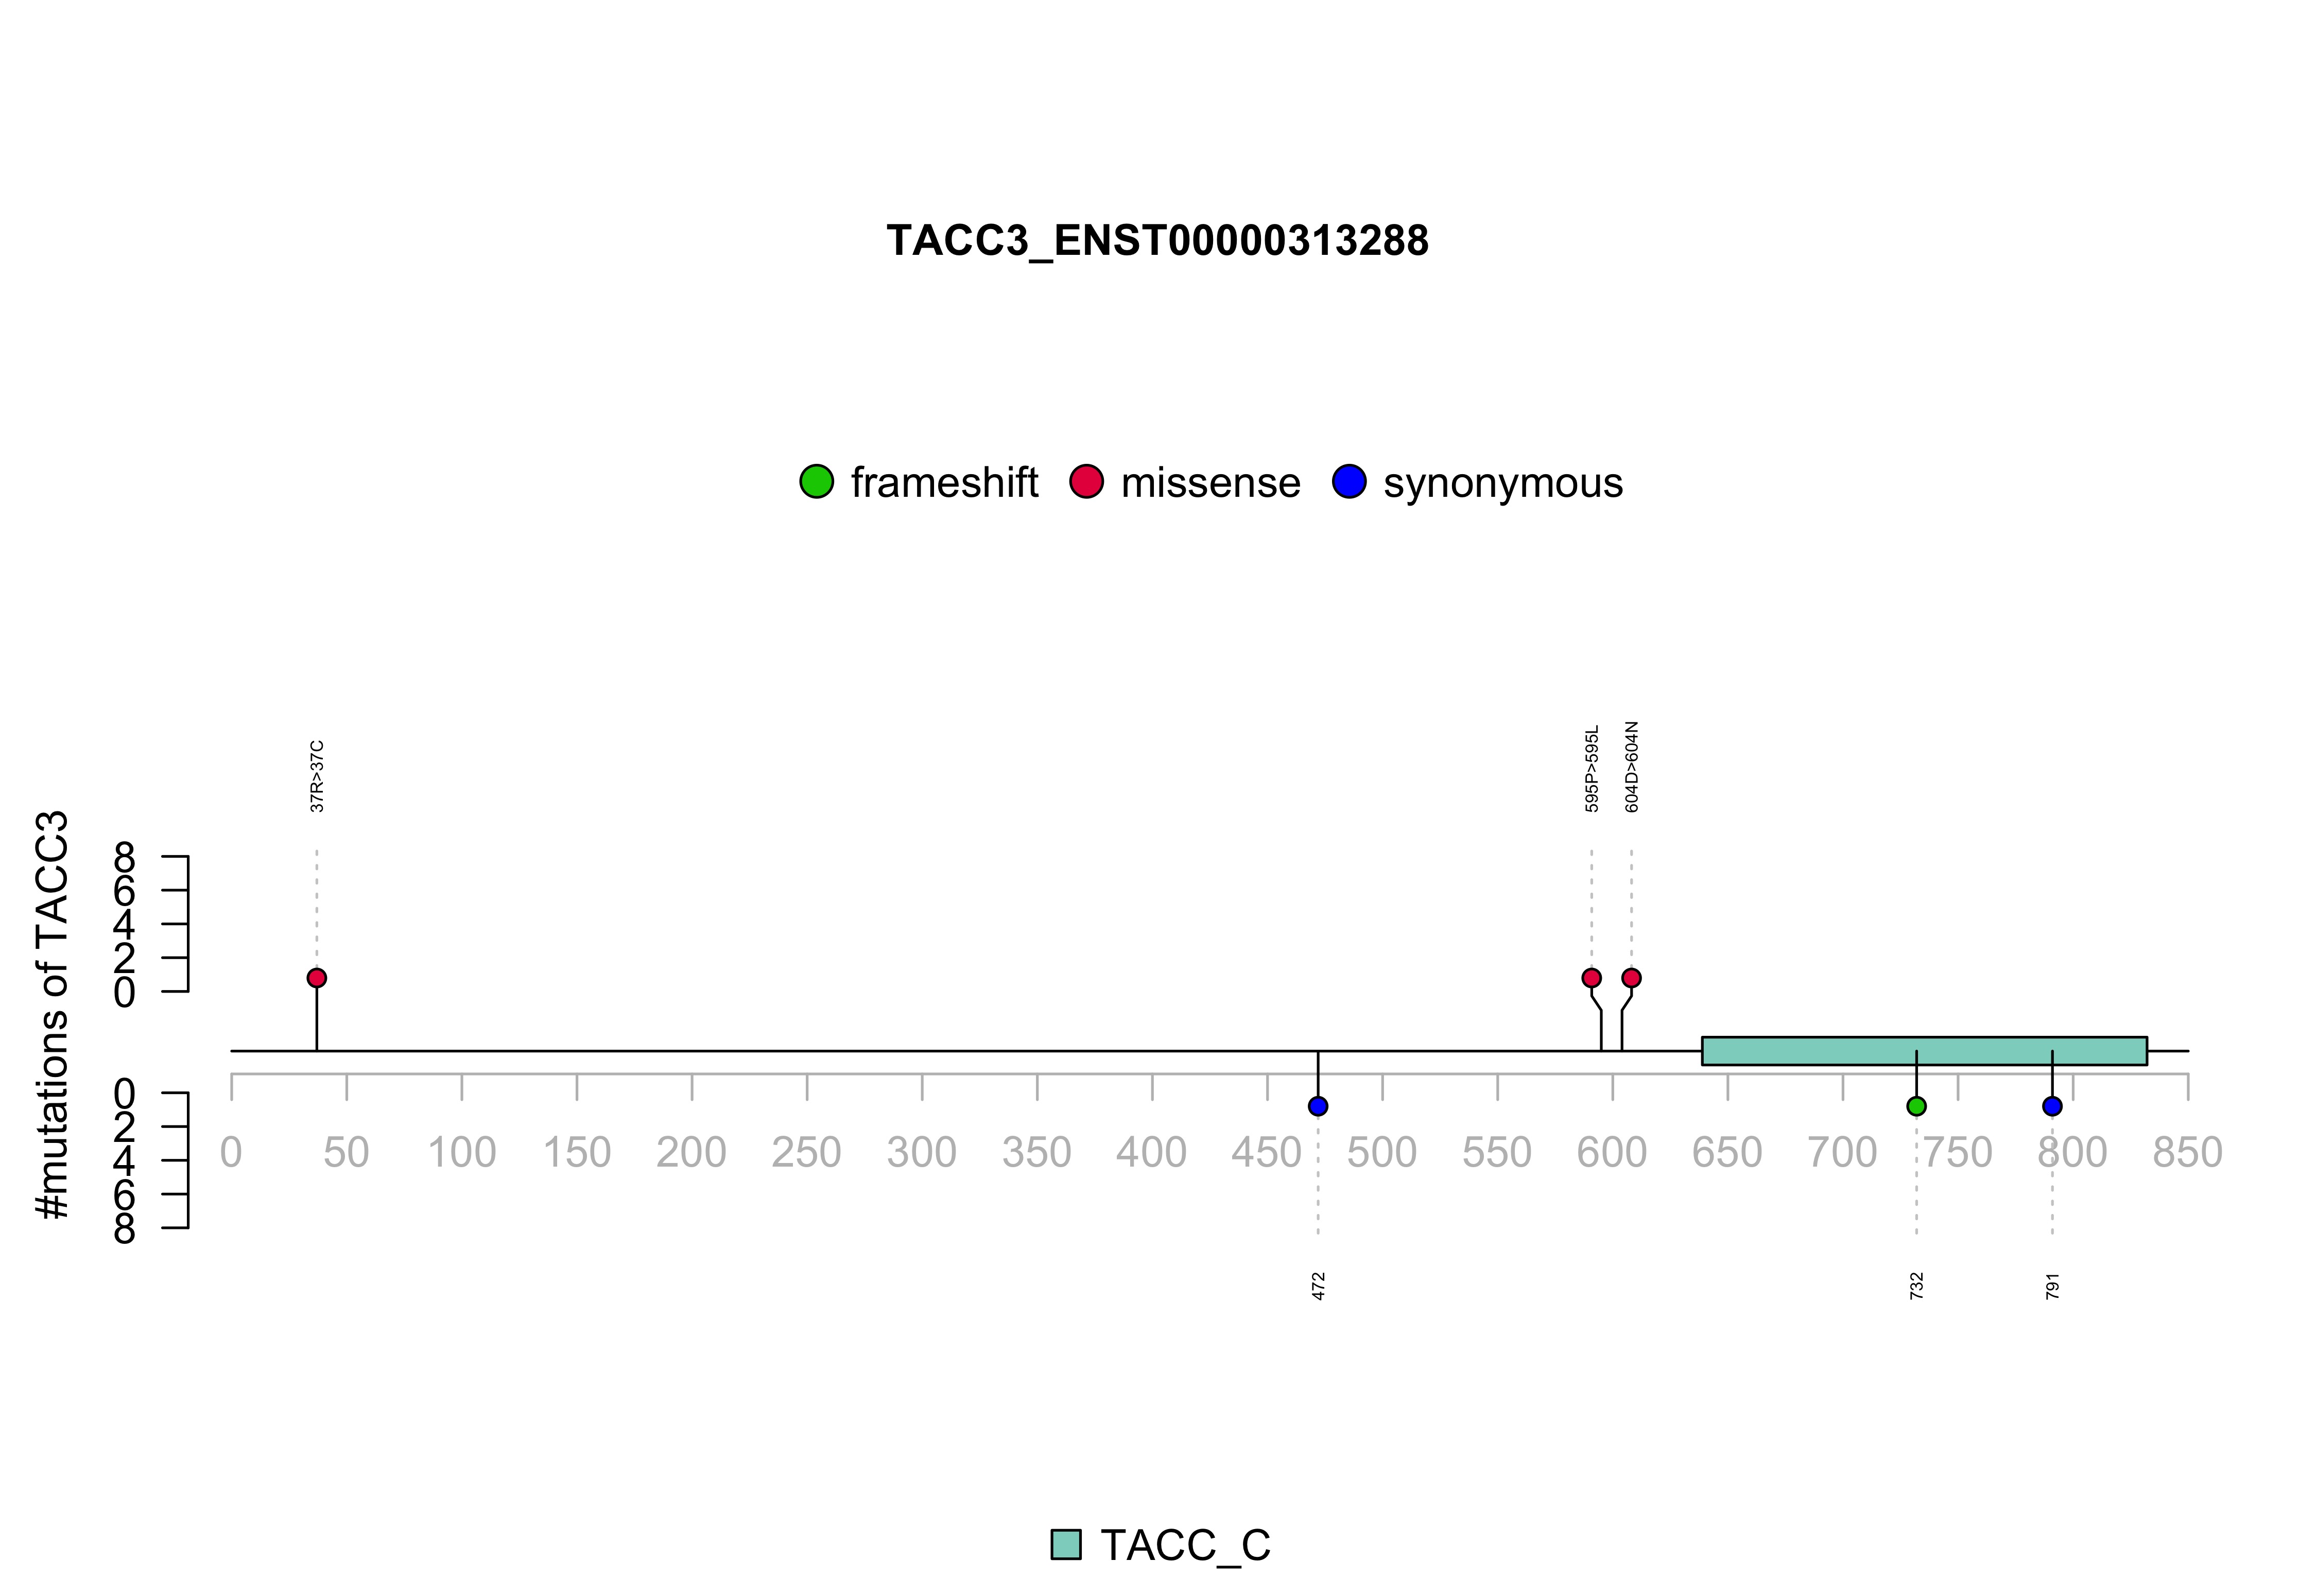 TACC3_ENST00000313288
frameshift missense synonymous
37R>37C
595P>595L
604D>604N
#mutations of TACC3
8
6
4
2
0
0
2
4
6
8
0 50 100 150 200 250 300 350 400 450 500 550 600 650 700 750 800 850
472
732
791
TACC_C